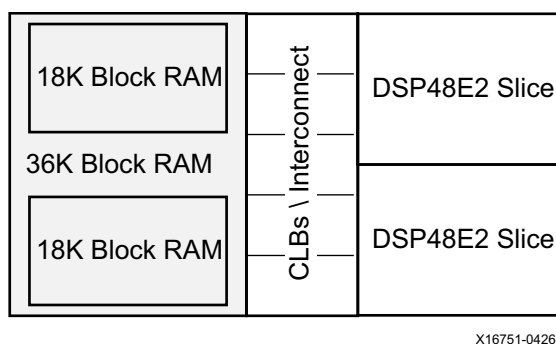 18K Block RAM
36K Block RAM
18K Block RAM
CLBs \ Interconnect
DSP48E2 Slice
DSP48E2 Slice
X16751-0426